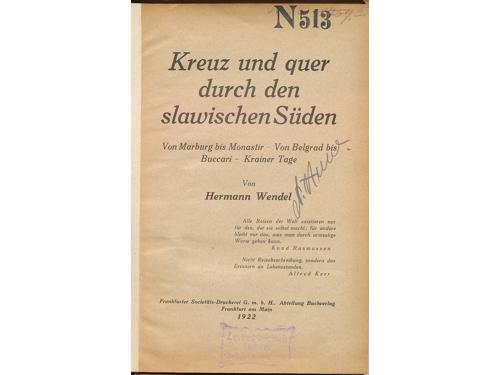 N 513
Kreuz und quer
durch den
slawischen Süden
Von Marburg bis Monastir - Von Belgrad bis
Buccari - Krainer Tage
Von
Hermann Wendel
Alle Reisen der Welt existieren nur
für den, der sie selbst macht; für andere
bleibt nur das, was man durch armselige
Worte geben kann.
Knud Rasmussen
Nicht Reisebeschreibung, sondern das
Erinnern an Lebensstunden.
Alfred Kerr
Frankfurter Societäts-Druckerei G. m. b. H., Abteilung Buchverlag
Frankfurt am Main
1922